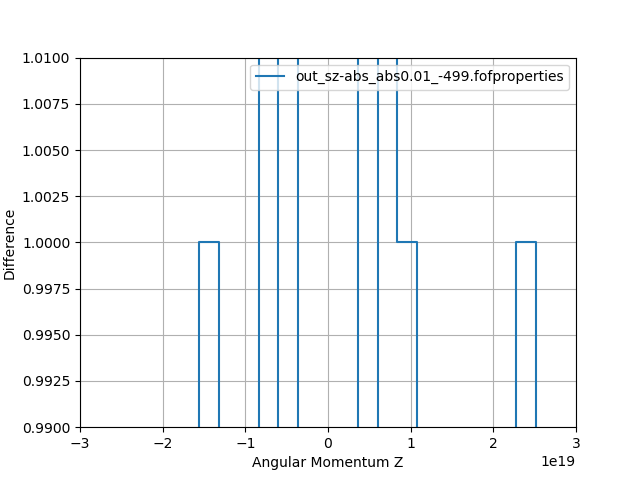 out_sz-abs_abs0.01_-499.fofproperties
1.0100
1.0075
1.0050
1.0025
1.0000
0.9975
0.9950
0.9925
0.9900
Difference
−3 −2 −1 0 1 2 3
1e19
Angular Momentum Z